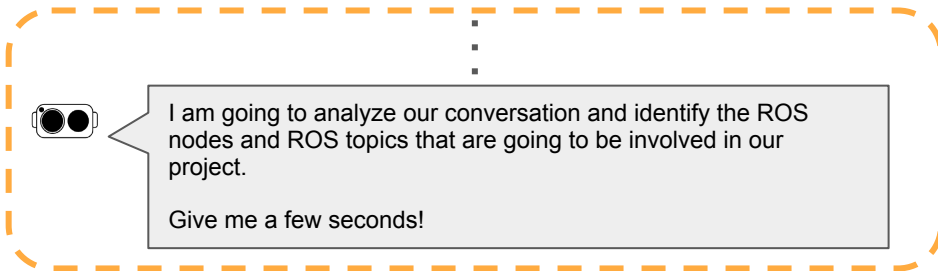 I am going to analyze our conversation and identify the ROS
nodes and ROS topics that are going to be involved in our
project.
Give me a few seconds!